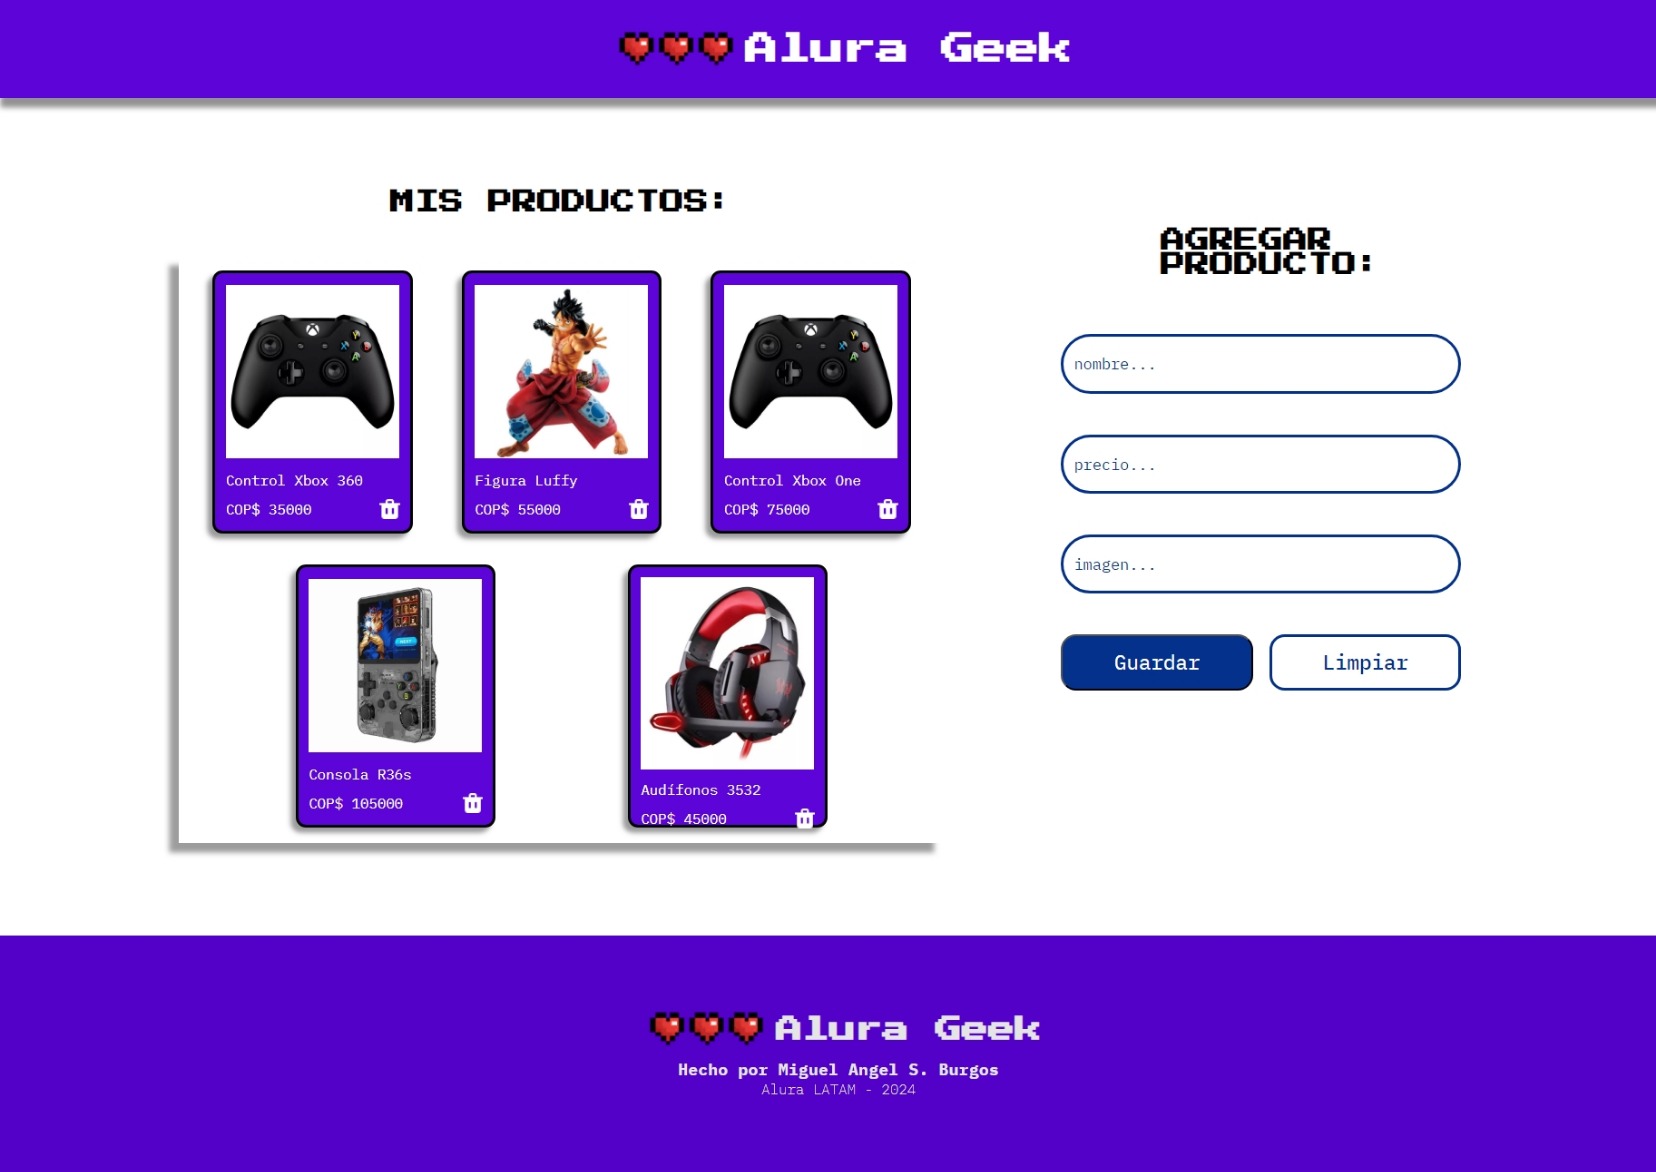 Alura Geek
MIS PRODUCTOS:
Control Xbox 360
COP$ 35000
Figura Luffy
COP$ 55000
Control Xbox One
COP$ 75000
Consola R36s
COP$ 105000
Audífonos 3532
COP$ 45000
AGREGAR
PRODUCTO:
nombre...
precio...
imagen...
Guardar
Limpiar
Alura Geek
Hecho por Miguel Angel S. Burgos
Alura LATAM - 2024